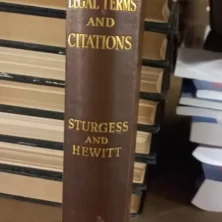 LEGAL TERMS
AND
CITATIONS
STURGESS
AND
HEWITT